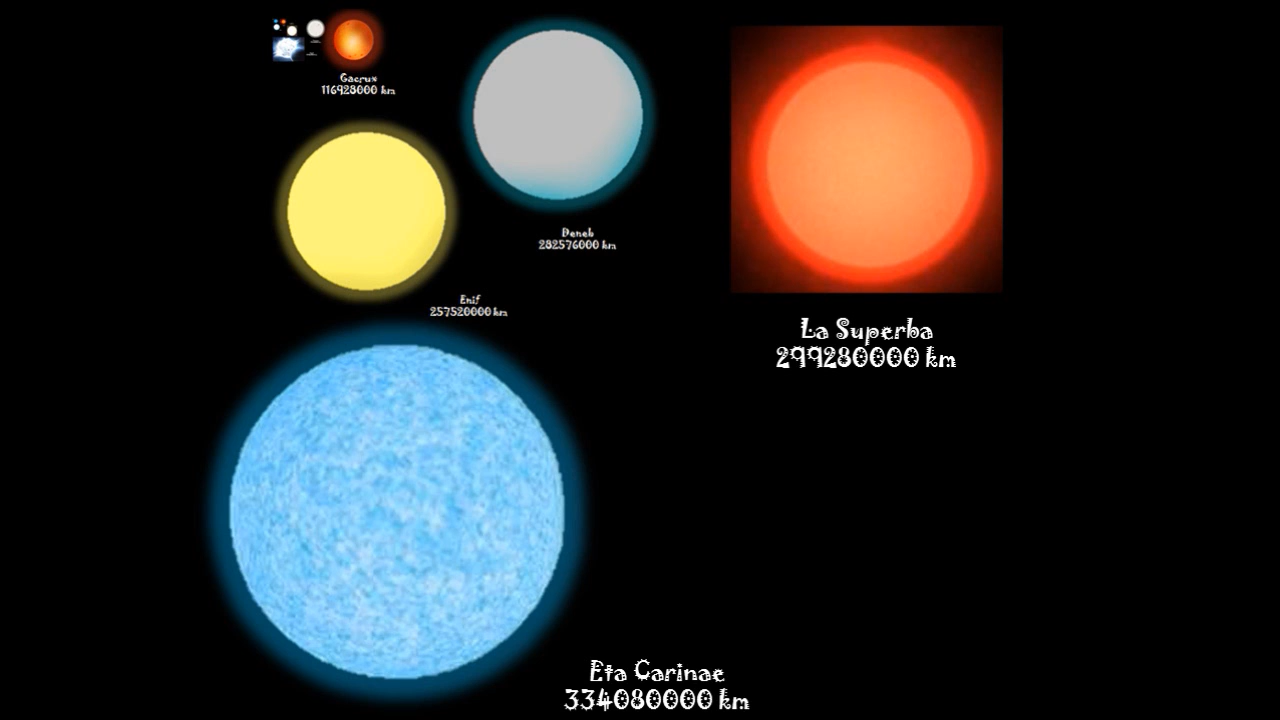 Gacrux
116928000 km
Deneb
282576000 km
Enif
257520000 km
La Superba
299280000 km
Eta Carinae
334080000 km